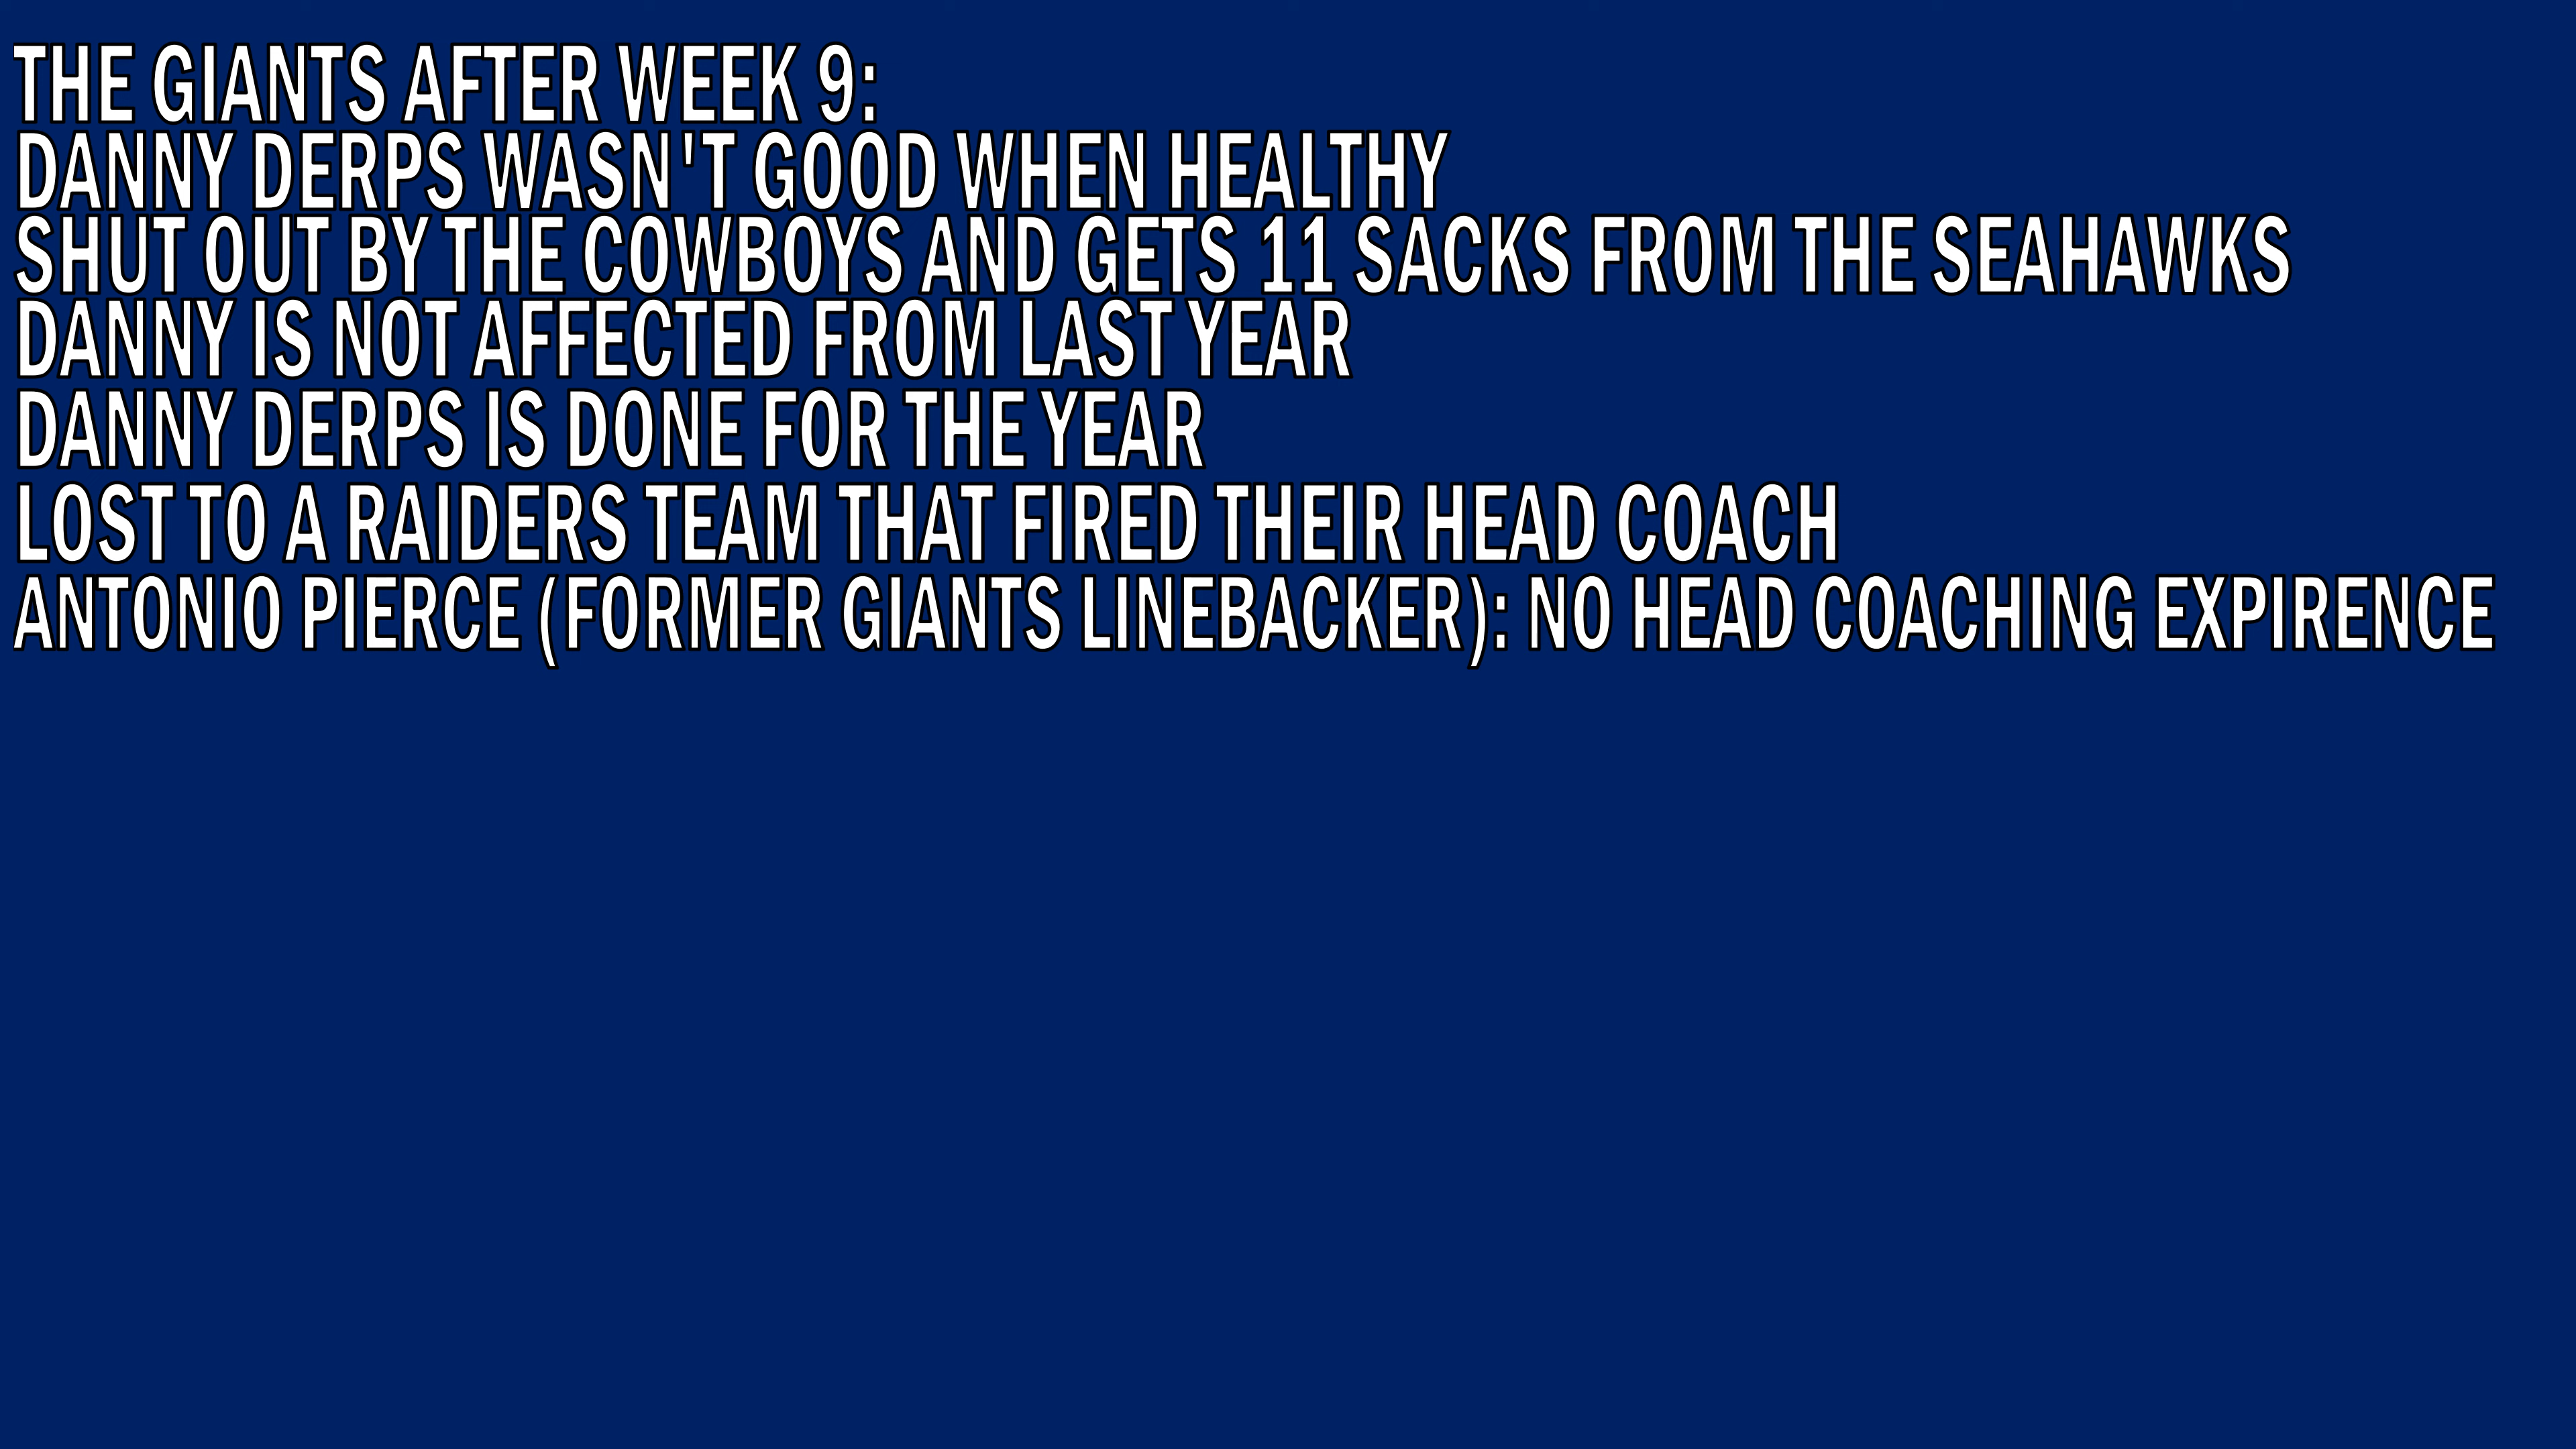 THE GIANTS AFTER WEEK 9:
DANNY DERPS WASN'T GOOD WHEN HEALTHY
SHUT OUT BY THE COWBOYS AND GETS 11 SACKS FROM THE SEAHAWKS
DANNY IS NOT AFFECTED FROM LAST YEAR
DANNY DERPS IS DONE FOR THE YEAR
LOST TO A RAIDERS TEAM THAT FIRED THEIR HEAD COACH
ANTONIO PIERCE (FORMER GIANTS LINEBACKER): NO HEAD COACHING EXPIRENCE